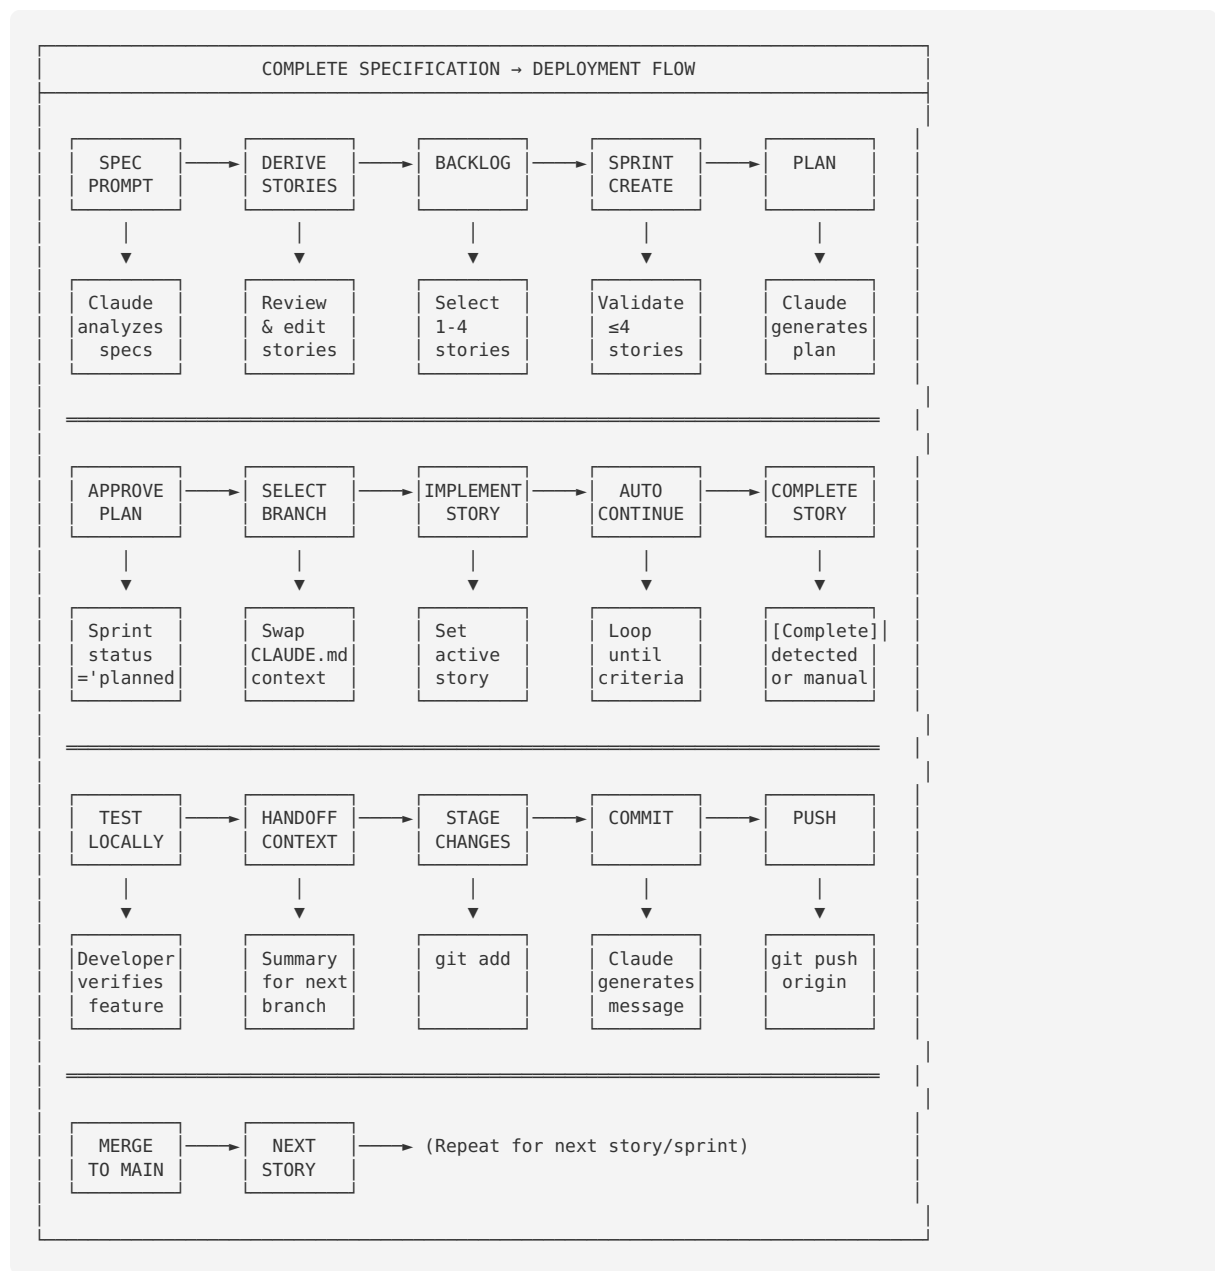 COMPLETE SPECIFICATION → DEPLOYMENT FLOW
SPEC DERIVE BACKLOG SPRINT PLAN
PROMPT STORIES CREATE
Claude Review Select Validate Claude
analyzes & edit 1-4 ≤4 generates
specs stories stories stories plan
APPROVE SELECT IMPLEMENT AUTO COMPLETE
PLAN BRANCH STORY CONTINUE STORY
Sprint Swap Set Loop [Complete]
status CLAUDE.md active until detected
='planned context story criteria or manual
TEST HANDOFF STAGE COMMIT PUSH
LOCALLY CONTEXT CHANGES
Developer Summary git add Claude git push
verifies for next generates origin
feature branch message
MERGE NEXT (Repeat for next story/sprint)
TO MAIN STORY